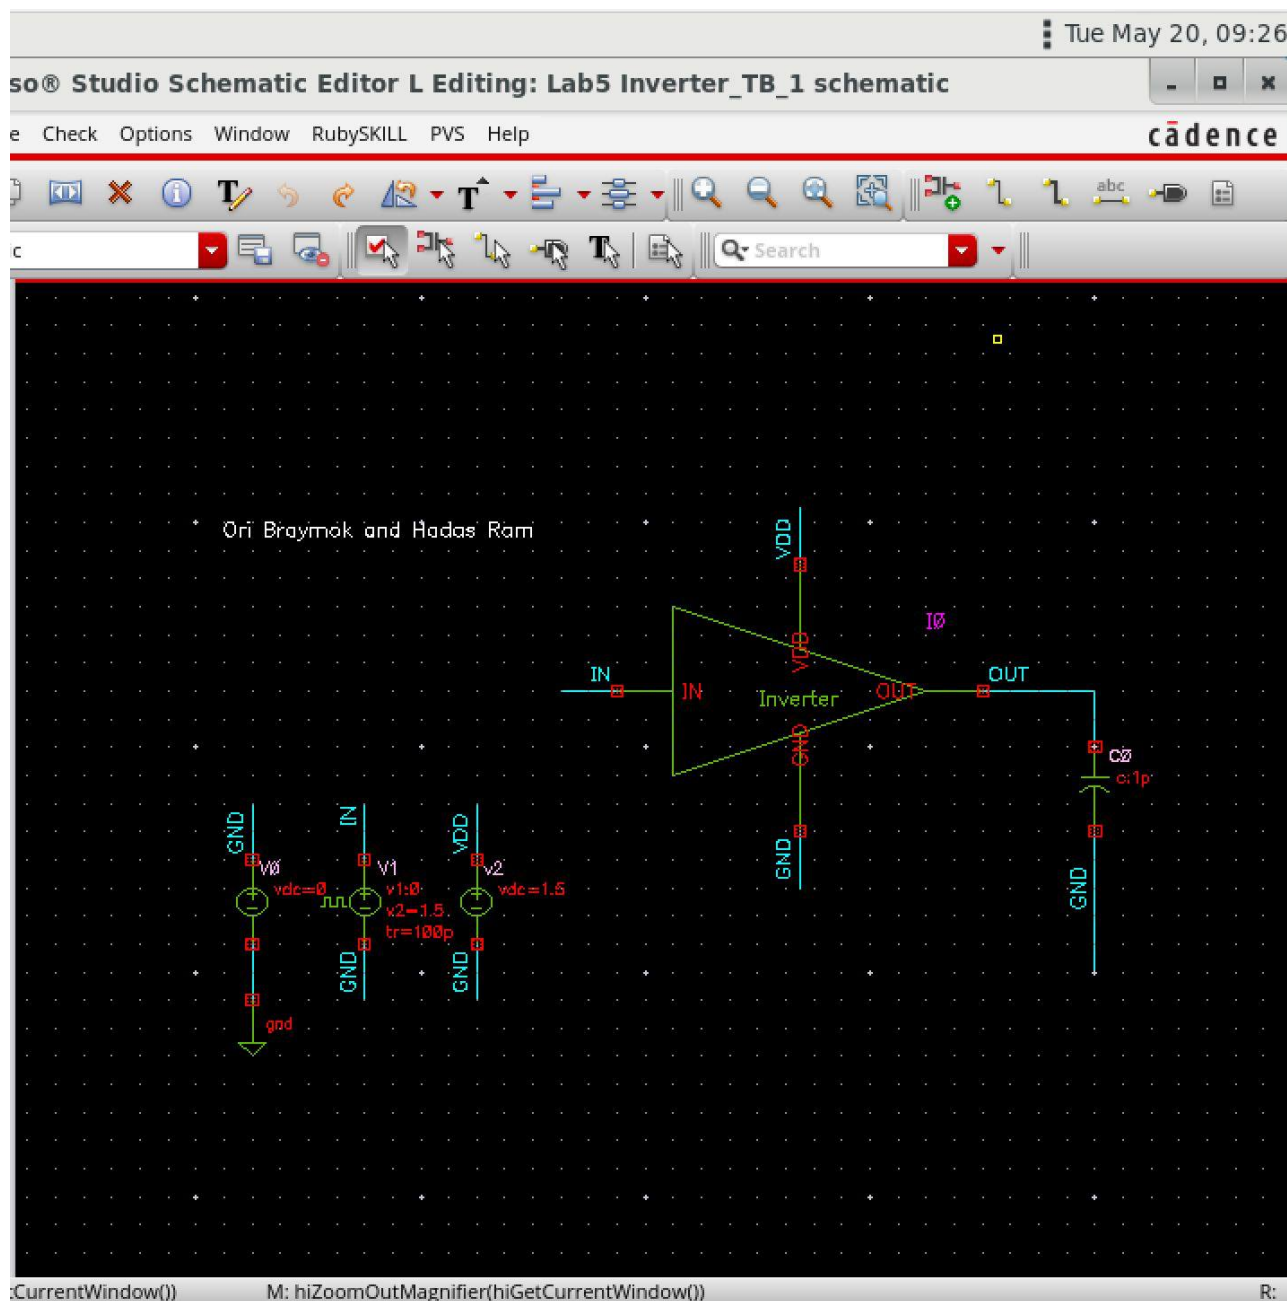 Tue May 20, 09:26
so® Studio Schematic Editor L Editing: Lab5 Inverter_TB_1 schematic
e Check Options Window RubySKILL PVS Help
cādence
abc
c
Search
Ori Braymok and Hadas Ram
VDD
VDD
I0
IN
IN
Inverter
OUT
OUT
GND
GND
C0
c:1p
GND
GND
V0
vdc=0
IN
V1
v1:0
v2=1.5
tr=100p
VDD
v2
vdc=1.5
GND
GND
gnd
:CurrentWindow()) M: hiZoomOutMagnifier(hiGetCurrentWindow()) R: